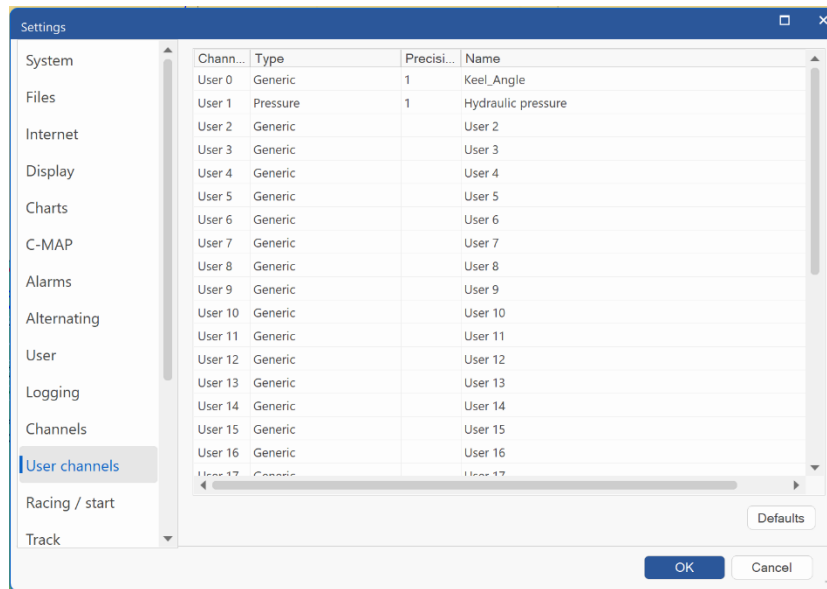 Settings
System
Files
Internet
Display
Charts
C-MAP
Alarms
Alternating
User
Logging
Channels
User channels
Racing / start
Track
Chann... Type Precisi... Name
User 0 Generic 1 Keel_Angle
User 1 Pressure 1 Hydraulic pressure
User 2 Generic User 2
User 3 Generic User 3
User 4 Generic User 4
User 5 Generic User 5
User 6 Generic User 6
User 7 Generic User 7
User 8 Generic User 8
User 9 Generic User 9
User 10 Generic User 10
User 11 Generic User 11
User 12 Generic User 12
User 13 Generic User 13
User 14 Generic User 14
User 15 Generic User 15
User 16 Generic User 16
User 17 Generic User 17
Defaults
OK Cancel